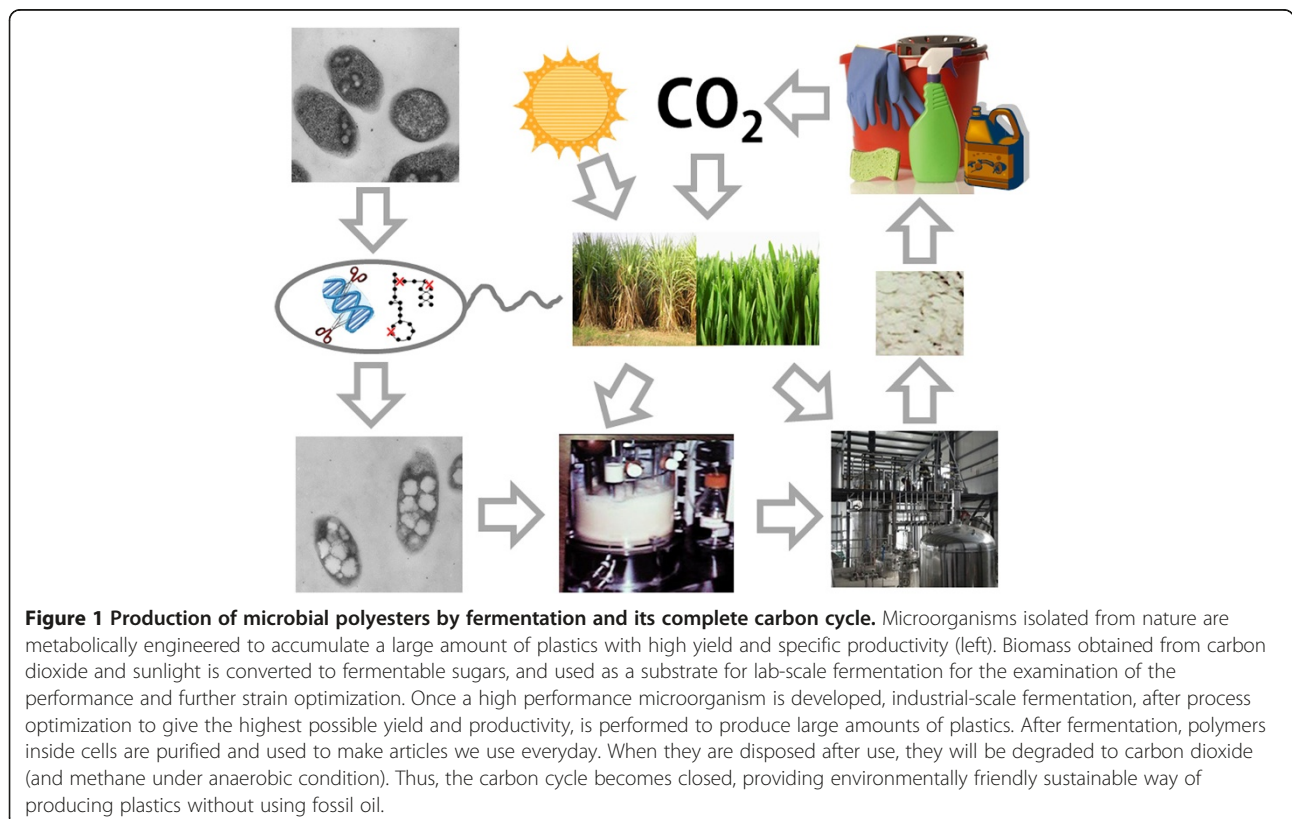 CO₂
Figure 1 Production of microbial polyesters by fermentation and its complete carbon cycle. Microorganisms isolated from nature are
metabolically engineered to accumulate a large amount of plastics with high yield and specific productivity (left). Biomass obtained from carbon
dioxide and sunlight is converted to fermentable sugars, and used as a substrate for lab-scale fermentation for the examination of the
performance and further strain optimization. Once a high performance microorganism is developed, industrial-scale fermentation, after process
optimization to give the highest possible yield and productivity, is performed to produce large amounts of plastics. After fermentation, polymers
inside cells are purified and used to make articles we use everyday. When they are disposed after use, they will be degraded to carbon dioxide
(and methane under anaerobic condition). Thus, the carbon cycle becomes closed, providing environmentally friendly sustainable way of
producing plastics without using fossil oil.